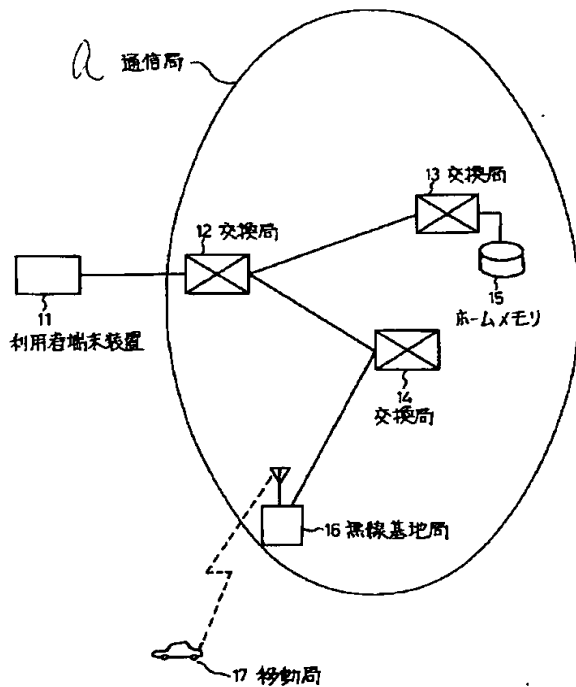 a 通信局
13 交換局
12 交換局
15
ホームメモリ
11
利用者端末装置
14
交換局
16 無線基地局
17 移動局